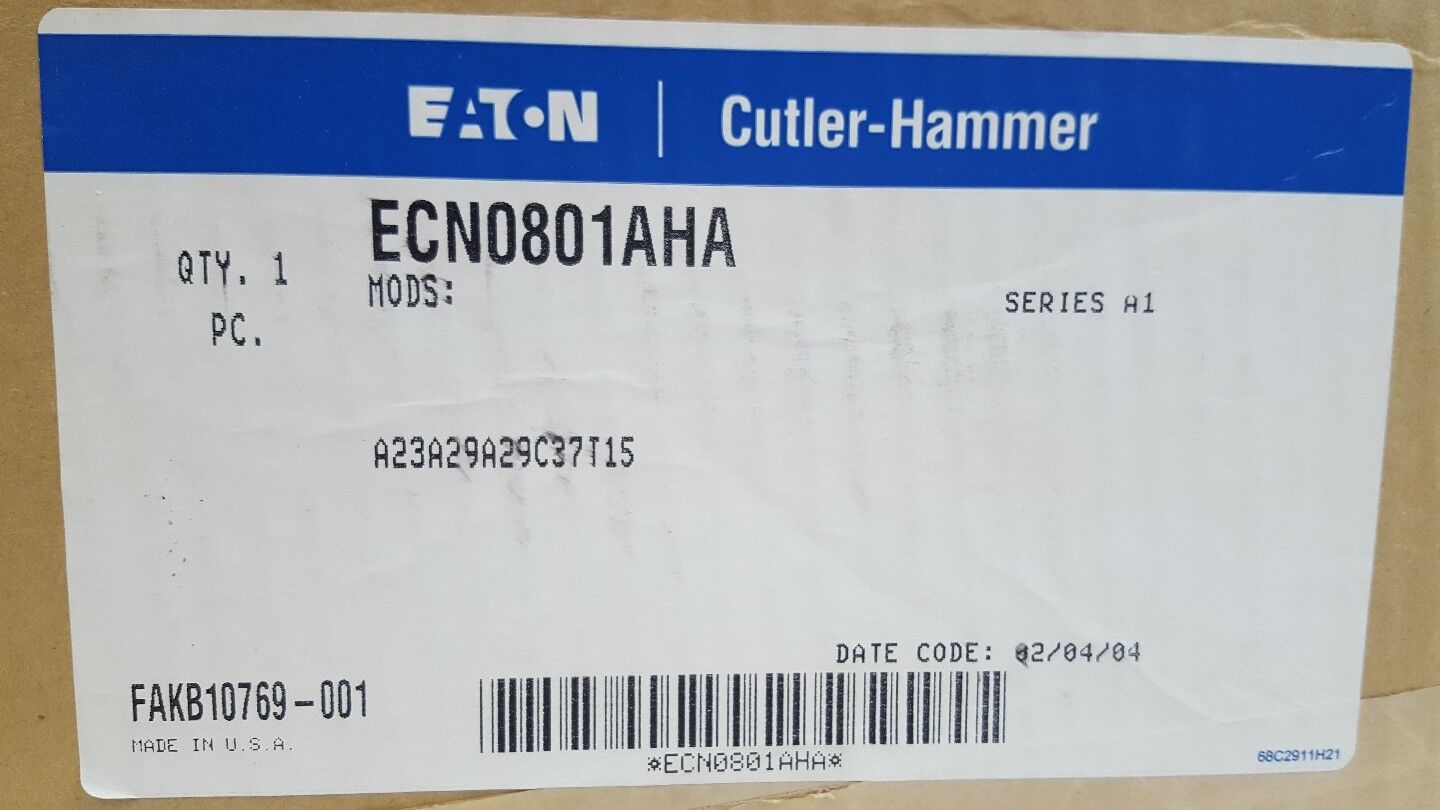 EATON | Cutler-Hammer
ECN0801AHA
QTY. 1
PC.
MODS:
SERIES A1
A23A29A29C37T15
DATE CODE: 02/04/04
FAKB10769-001
MADE IN U.S.A.
*ECN0801AHA*
68C2911H21